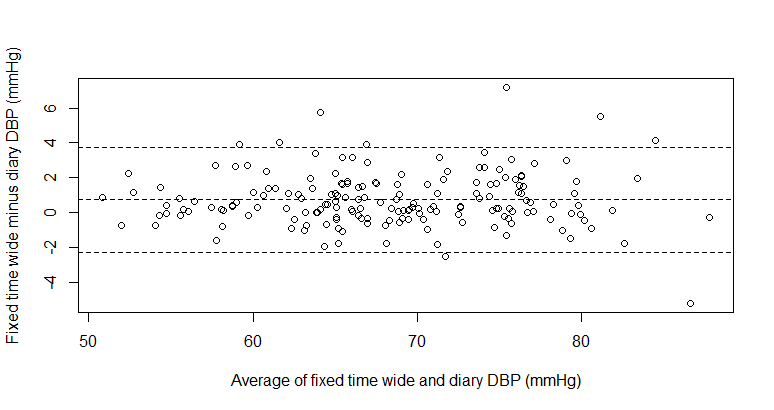 Fixed time wide minus diary DBP (mmHg)
6
4
2
0
-2
-4
50 60 70 80
Average of fixed time wide and diary DBP (mmHg)